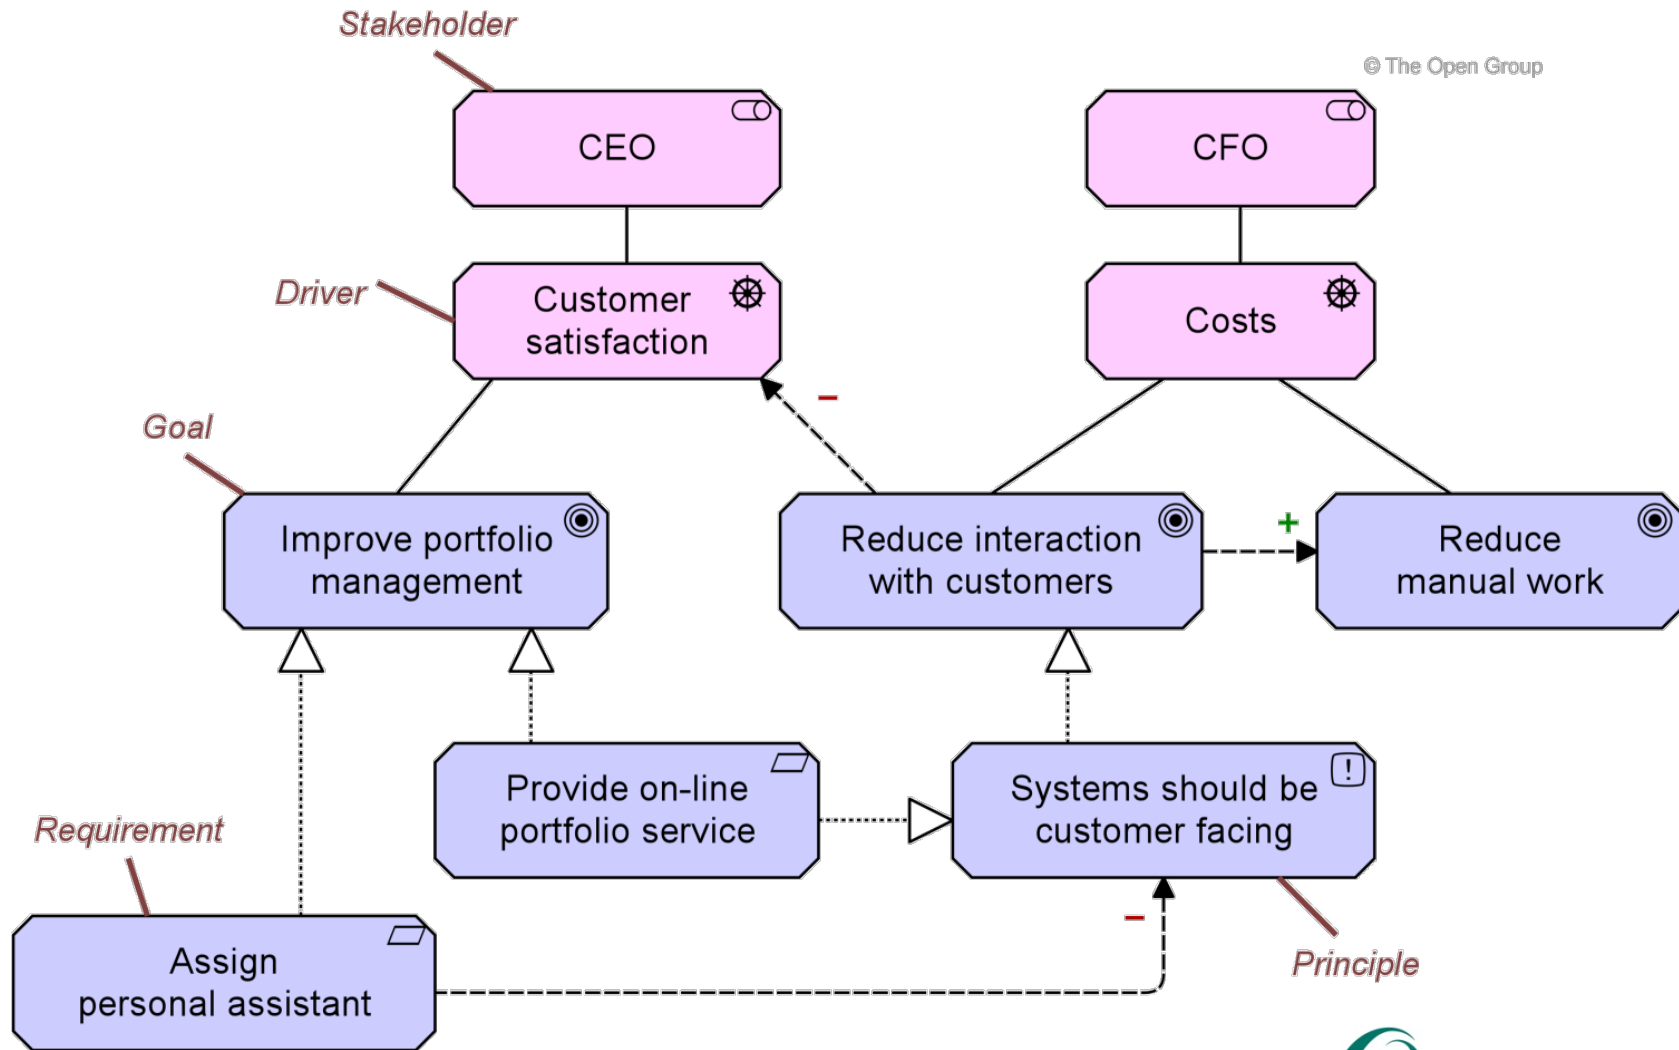 Stakeholder
© The Open Group
CEO
CFO
Driver
Customer
satisfaction
Costs
−
Goal
Improve portfolio
management
Reduce interaction
with customers
+
Reduce
manual work
Provide on-line
portfolio service
Systems should be
customer facing
!
Requirement
−
Assign
personal assistant
Principle